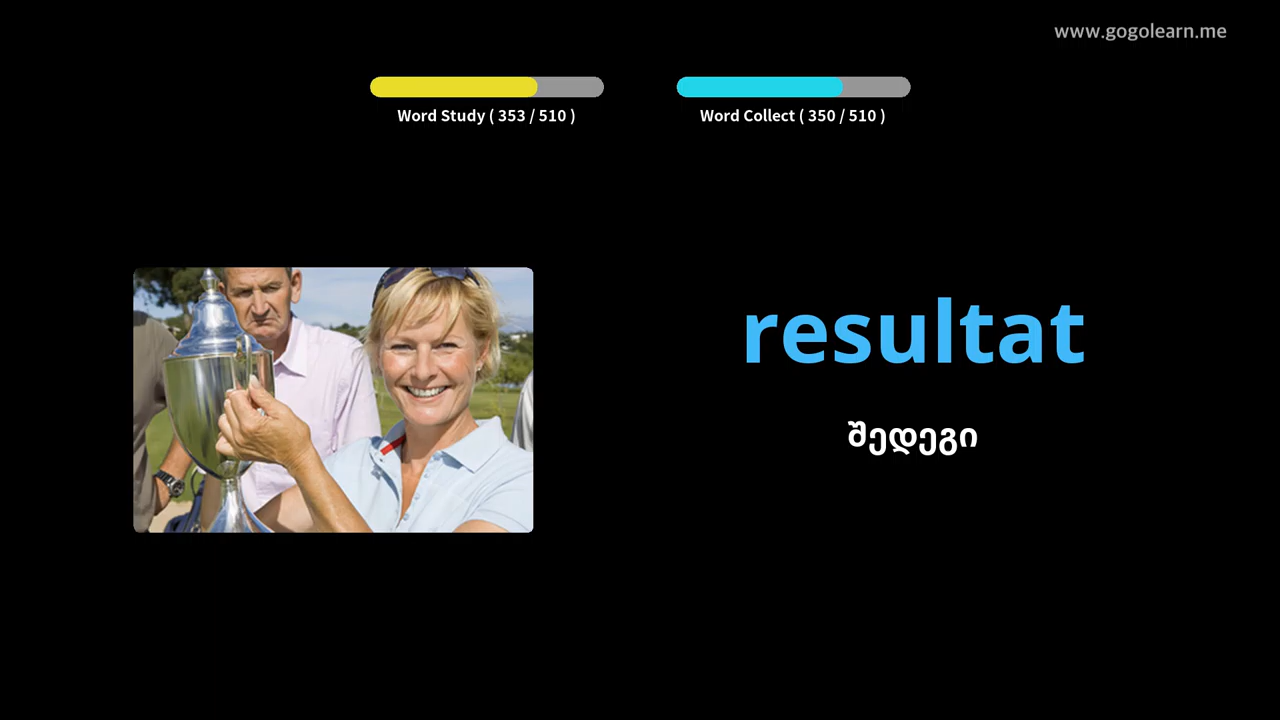 www.gogolearn.me
Word Study ( 353 / 510 )
Word Collect ( 350 / 510 )
resultat
შედეგი